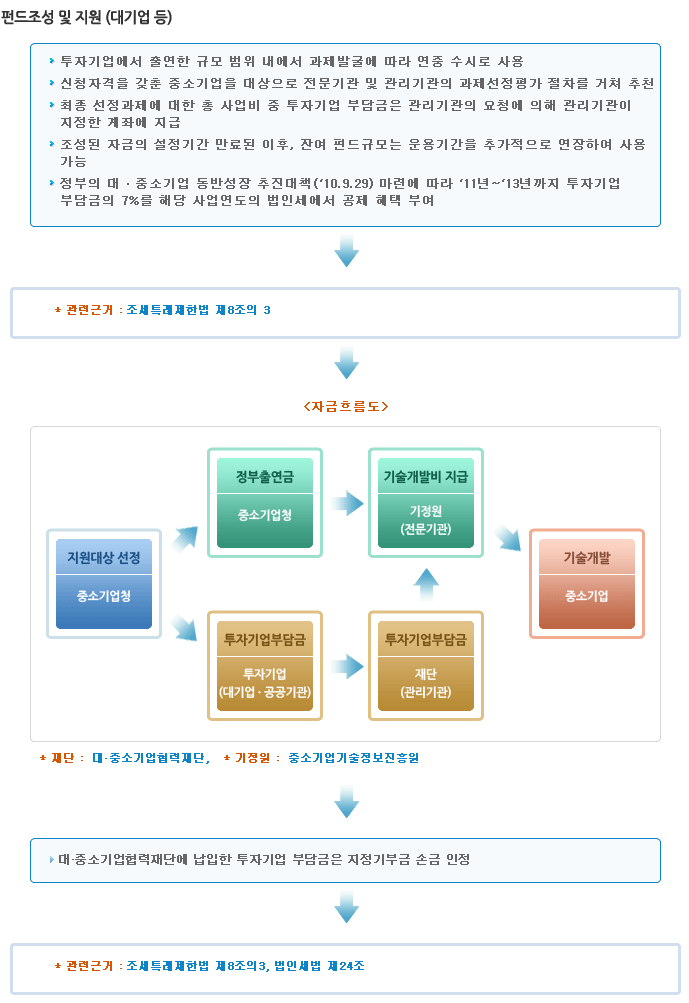 펀드조성 및 지원 (대기업 등)
투자기업에서 출연한 규모 범위 내에서 과제발굴에 따라 연중 수시로 사용
신청자격을 갖춘 중소기업을 대상으로 전문기관 및 관리기관의 과제선정평가 절차를 거쳐 추천
최종 선정과제에 대한 총 사업비 중 투자기업 부담금은 관리기관의 요청에 의해 관리기관이
지정한 계좌에 지급
조성된 자금의 설정기간 만료된 이후, 잔여 펀드규모는 운용기간을 추가적으로 연장하여 사용
가능
정부의 대·중소기업 동반성장 추진대책(‘10.9.29) 마련에 따라 ‘11년~‘13년까지 투자기업
부담금의 7%를 해당 사업연도의 법인세에서 공제 혜택 부여
* 관련근거 : 조세특례제한법 제8조의 3
<자금흐름도>
지원대상 선정
중소기업청
정부출연금
중소기업청
기술개발비 지급
기정원
(전문기관)
투자기업부담금
투자기업
(대기업·공공기관)
투자기업부담금
재단
(관리기관)
기술개발
중소기업
* 재단 : 대·중소기업협력재단, * 기정원 : 중소기업기술정보진흥원
대·중소기업협력재단에 납입한 투자기업 부담금은 지정기부금 손금 인정
* 관련근거 : 조세특례제한법 제8조의3, 법인세법 제24조